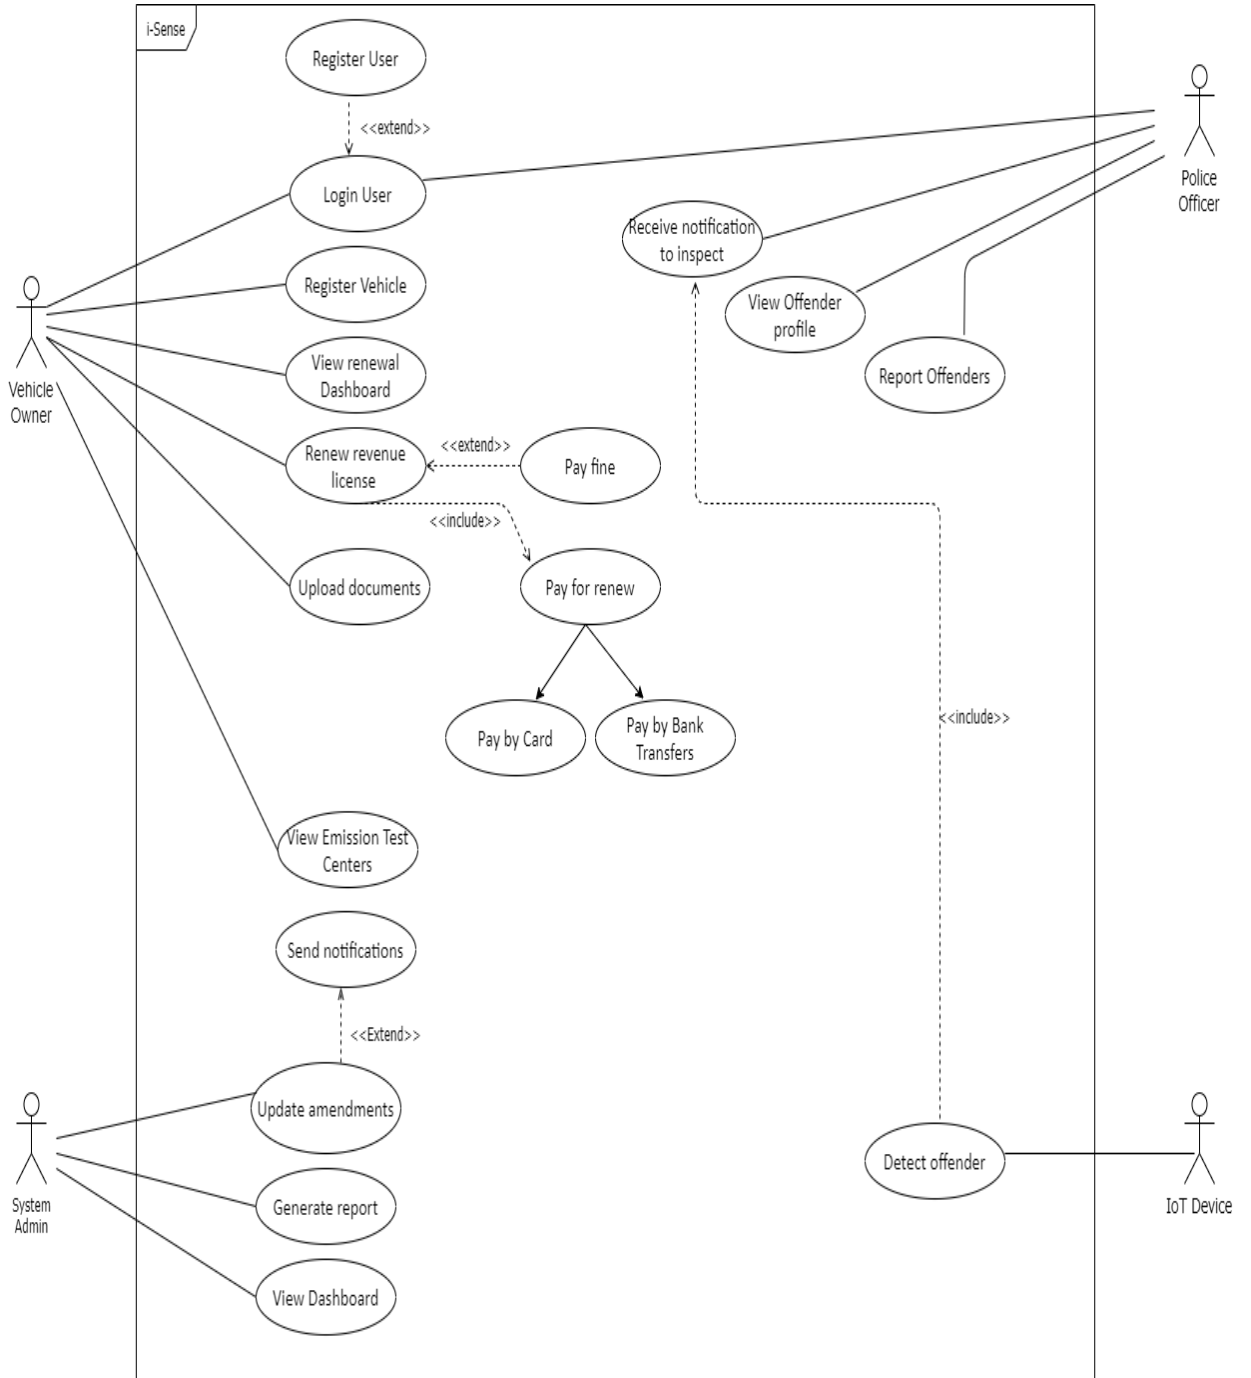 i-Sense
Register User
<<extend>>
Login User
Police
Officer
Receive notification
to inspect
Register Vehicle
View Offender
profile
Vehicle
Owner
View renewal
Dashboard
Report Offenders
Renew revenue
license
<<extend>>
Pay fine
<<include>>
Upload documents
Pay for renew
Pay by Card
Pay by Bank
Transfers
<<include>>
View Emission Test
Centers
Send notifications
<<Extend>>
Update amendments
Detect offender
System
Admin
Generate report
IoT Device
View Dashboard